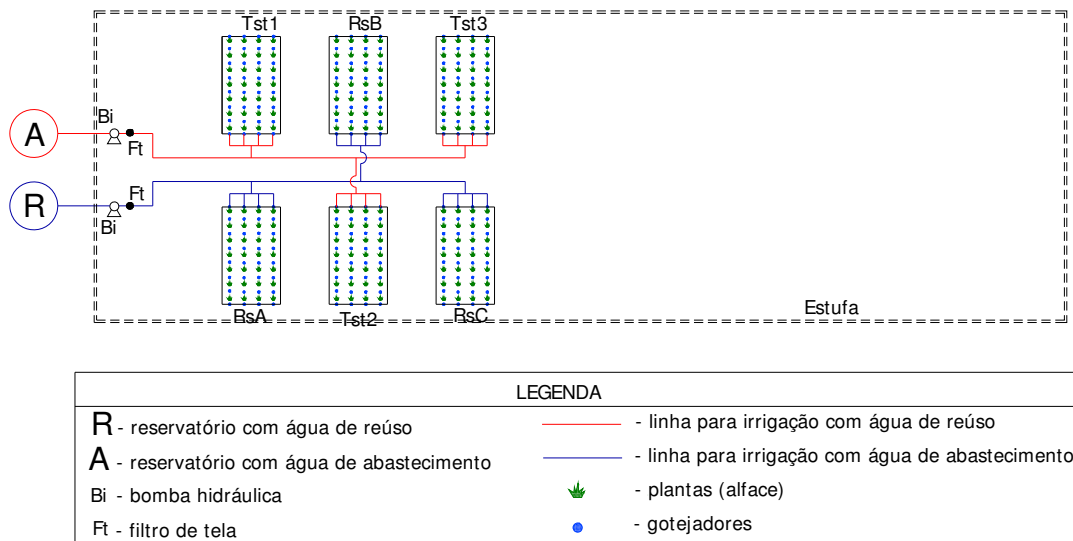 Tst1
RsB
Tst3
A
Bi
Ft
R
Bi
Ft
RsA
Tst2
RsC
Estufa
LEGENDA
R - reservatório com água de reúso
A - reservatório com água de abastecimento
Bi - bomba hidráulica
Ft - filtro de tela
- linha para irrigação com água de reúso
- linha para irrigação com água de abastecimento
- plantas (alface)
- gotejadores